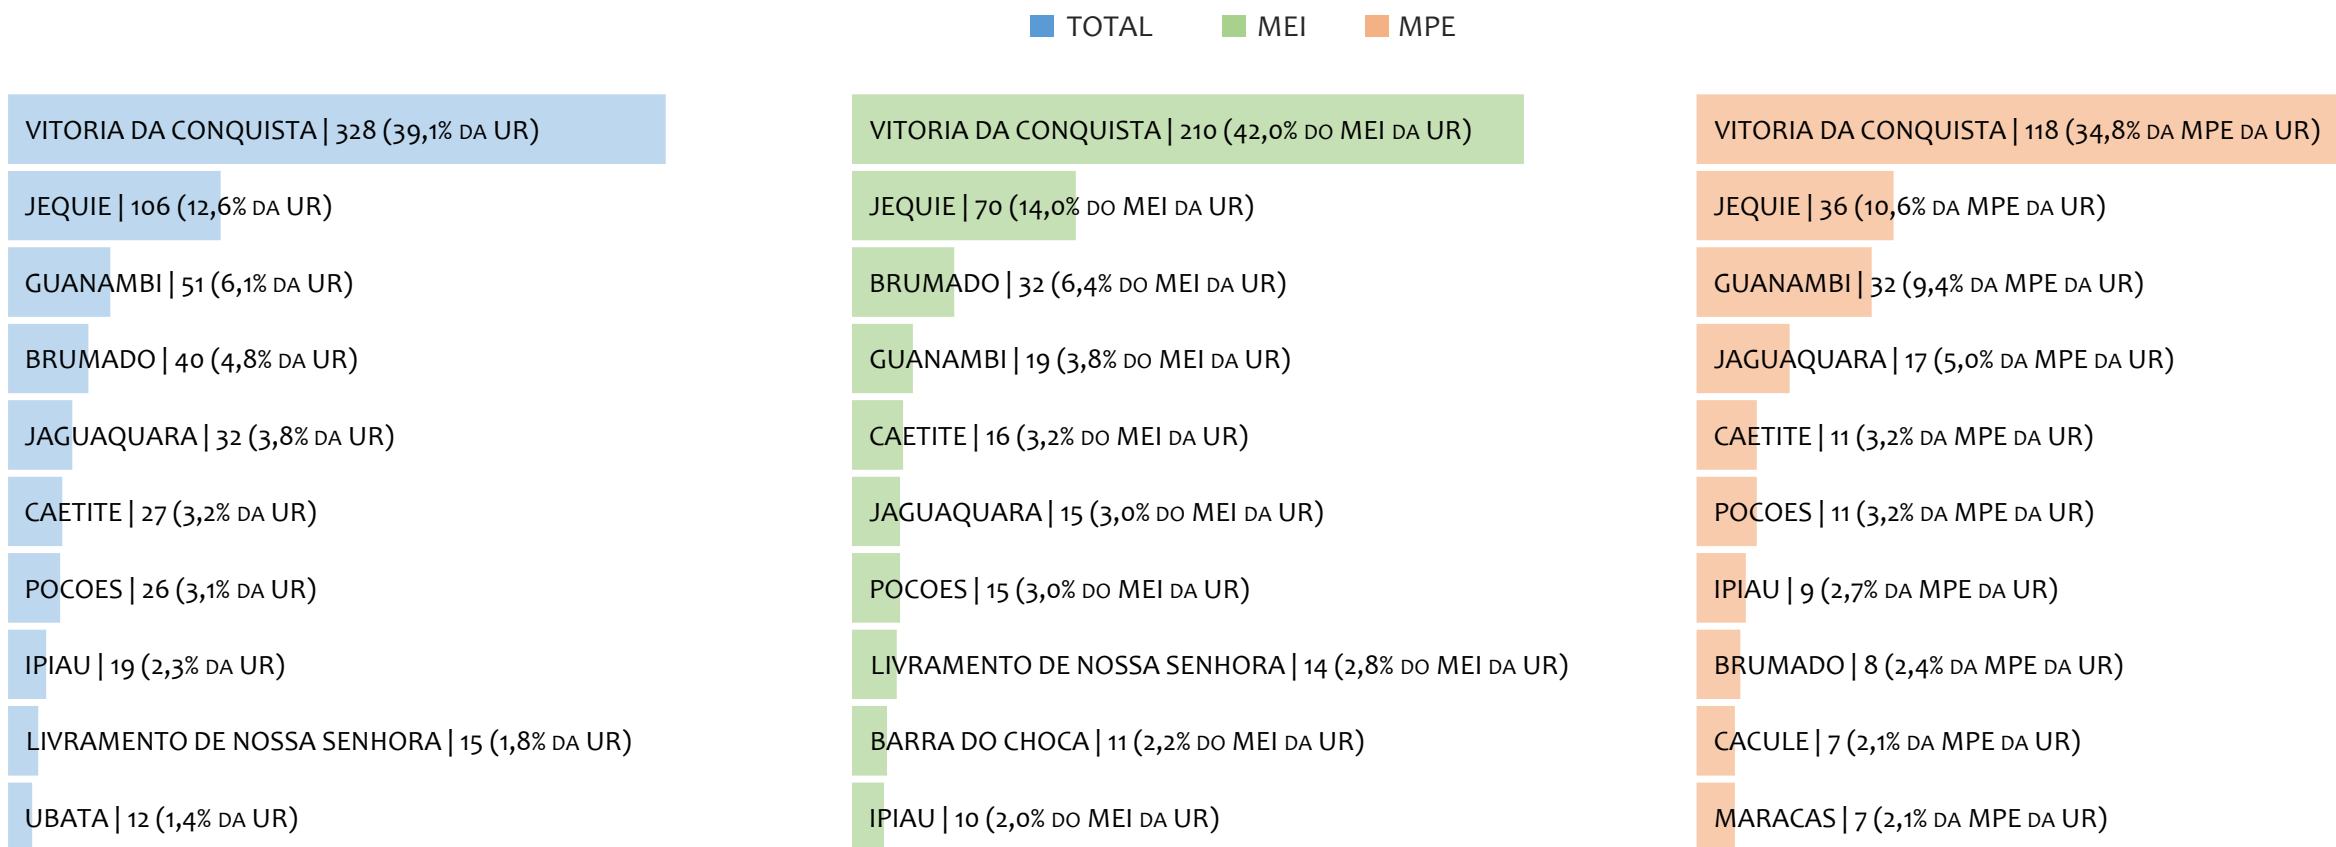 TOTAL MEI MPE
VITORIA DA CONQUISTA | 328 (39,1% DA UR)
JEQUIE | 106 (12,6% DA UR)
GUANAMBI | 51 (6,1% DA UR)
BRUMADO | 40 (4,8% DA UR)
JAGUAQUARA | 32 (3,8% DA UR)
CAETITE | 27 (3,2% DA UR)
POCOES | 26 (3,1% DA UR)
IPIAU | 19 (2,3% DA UR)
LIVRAMENTO DE NOSSA SENHORA | 15 (1,8% DA UR)
UBATA | 12 (1,4% DA UR)
VITORIA DA CONQUISTA | 210 (42,0% DO MEI DA UR)
JEQUIE | 70 (14,0% DO MEI DA UR)
BRUMADO | 32 (6,4% DO MEI DA UR)
GUANAMBI | 19 (3,8% DO MEI DA UR)
CAETITE | 16 (3,2% DO MEI DA UR)
JAGUAQUARA | 15 (3,0% DO MEI DA UR)
POCOES | 15 (3,0% DO MEI DA UR)
LIVRAMENTO DE NOSSA SENHORA | 14 (2,8% DO MEI DA UR)
BARRA DO CHOCA | 11 (2,2% DO MEI DA UR)
IPIAU | 10 (2,0% DO MEI DA UR)
VITORIA DA CONQUISTA | 118 (34,8% DA MPE DA UR)
JEQUIE | 36 (10,6% DA MPE DA UR)
GUANAMBI | 32 (9,4% DA MPE DA UR)
JAGUAQUARA | 17 (5,0% DA MPE DA UR)
CAETITE | 11 (3,2% DA MPE DA UR)
POCOES | 11 (3,2% DA MPE DA UR)
IPIAU | 9 (2,7% DA MPE DA UR)
BRUMADO | 8 (2,4% DA MPE DA UR)
CACULE | 7 (2,1% DA MPE DA UR)
MARACAS | 7 (2,1% DA MPE DA UR)